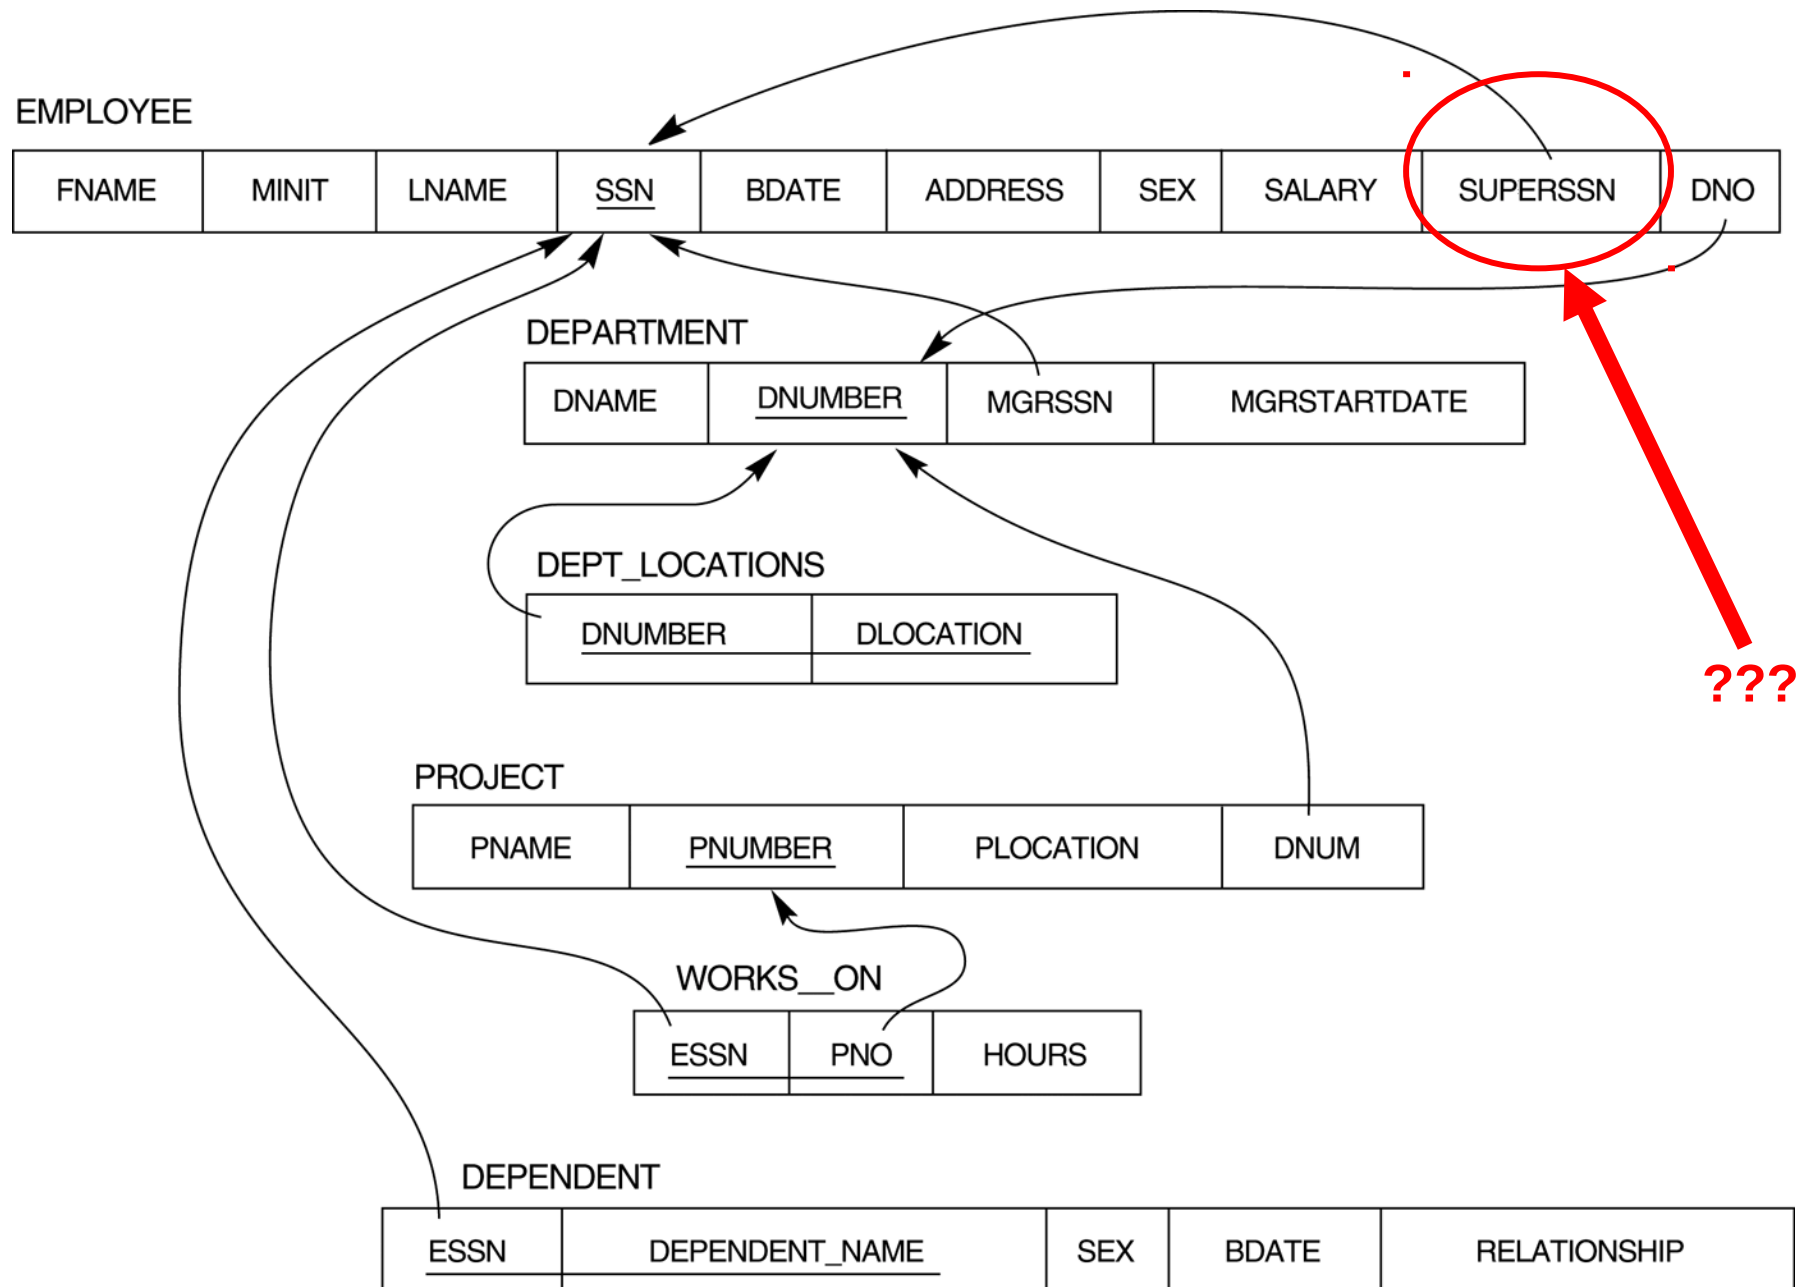 EMPLOYEE
FNAME MINIT LNAME SSN BDATE ADDRESS SEX SALARY SUPERSSN DNO
DEPARTMENT
DNAME DNUMBER MGRSSN MGRSTARTDATE
DEPT_LOCATIONS
DNUMBER DLOCATION
???
PROJECT
PNAME PNUMBER PLOCATION DNUM
WORKS__ON
ESSN PNO HOURS
DEPENDENT
ESSN DEPENDENT_NAME SEX BDATE RELATIONSHIP